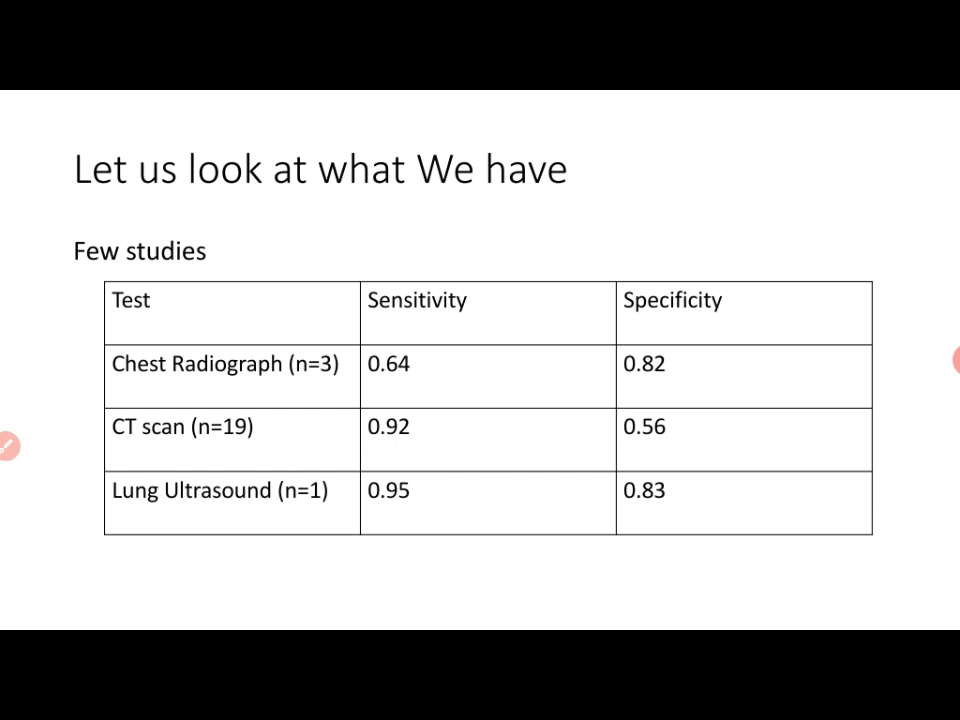 Let us look at what We have
Few studies
Test Sensitivity Specificity
Chest Radiograph (n=3) 0.64 0.82
CT scan (n=19) 0.92 0.56
Lung Ultrasound (n=1) 0.95 0.83